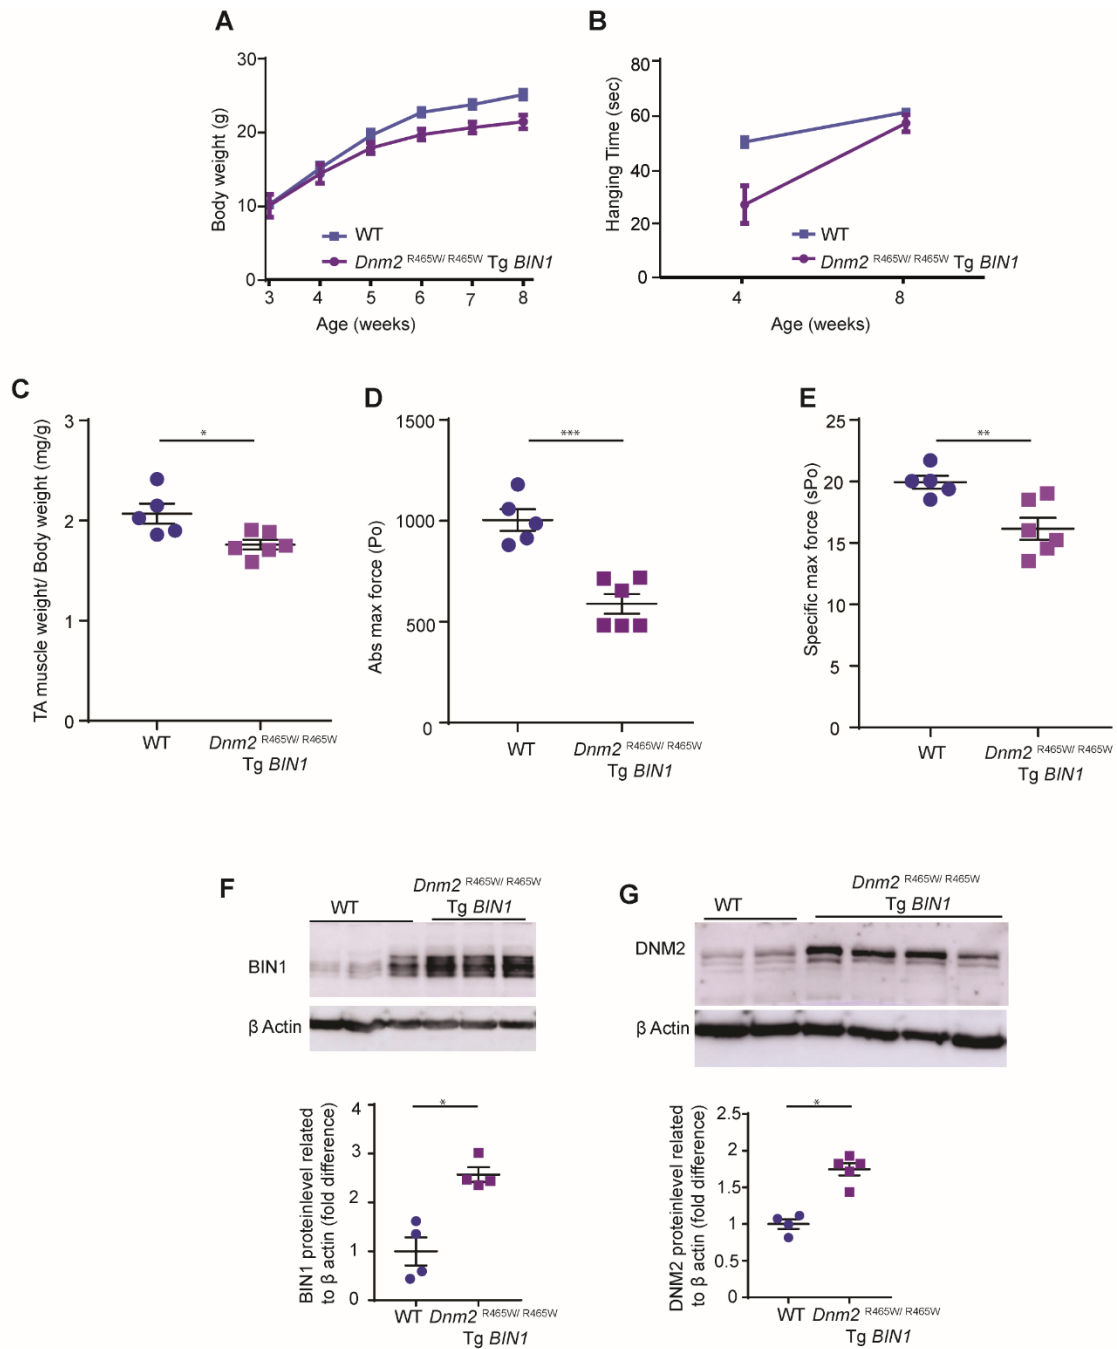 A
Body weight (g)
30
20
10
0
3 4 5 6 7 8
Age (weeks)
WT
Dnm2 R465W/ R465W Tg BIN1
B
Hanging Time (sec)
80
60
40
20
0
4 8
Age (weeks)
WT
Dnm2 R465W/ R465W Tg BIN1
C
TA muscle weight/ Body weight (mg/g)
3
2
1
0
*
WT
Dnm2 R465W/ R465W
Tg BIN1
D
Abs max force (Po)
1500
1000
500
0
***
WT
Dnm2 R465W/ R465W
Tg BIN1
E
Specific max force (sPo)
25
20
15
10
5
0
**
WT
Dnm2 R465W/ R465W
Tg BIN1
F
WT
Dnm2 R465W/ R465W
Tg BIN1
BIN1
β Actin
BIN1 proteinlevel related
to β actin (fold difference)
4
3
2
1
0
*
WT
Dnm2 R465W/ R465W
Tg BIN1
G
WT
Dnm2 R465W/ R465W
Tg BIN1
DNM2
β Actin
DNM2 proteinlevel related
to β actin (fold difference)
2.5
2
1.5
1
0.5
0
*
WT
Dnm2 R465W/ R465W
Tg BIN1